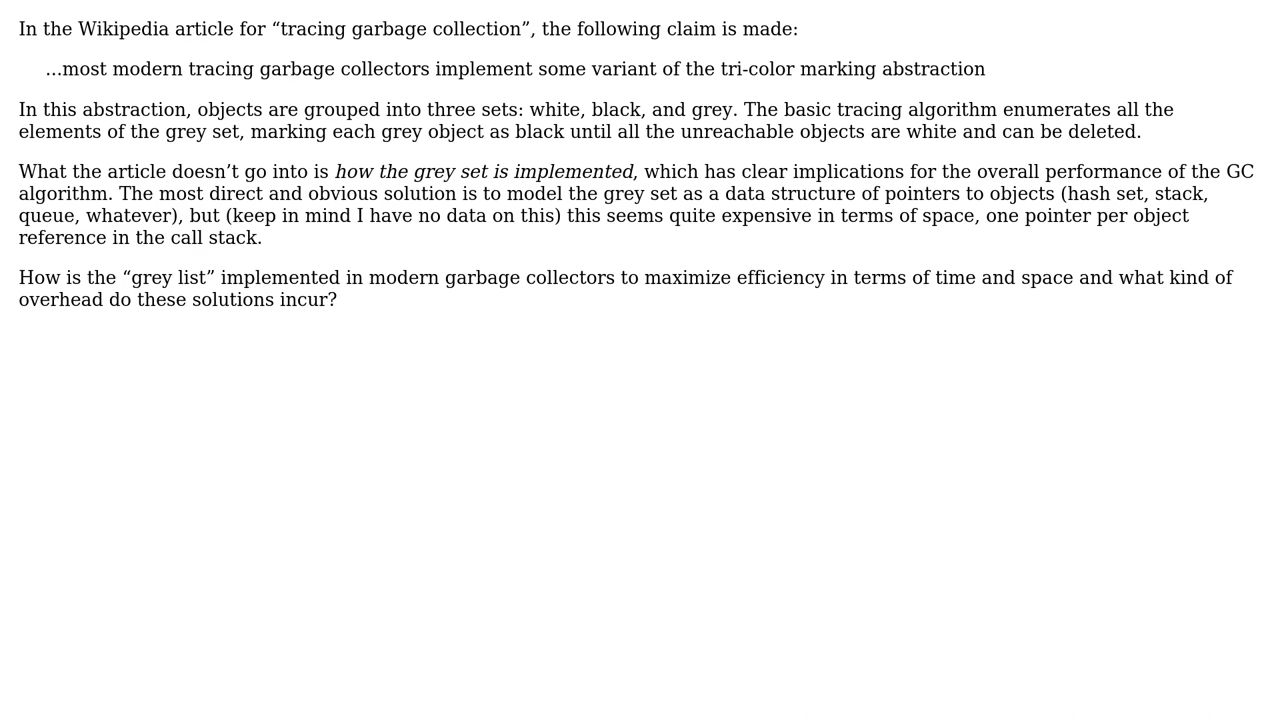 In the Wikipedia article for “tracing garbage collection”, the following claim is made:
...most modern tracing garbage collectors implement some variant of the tri-color marking abstraction
In this abstraction, objects are grouped into three sets: white, black, and grey. The basic tracing algorithm enumerates all the
elements of the grey set, marking each grey object as black until all the unreachable objects are white and can be deleted.
What the article doesn’t go into is how the grey set is implemented, which has clear implications for the overall performance of the GC
algorithm. The most direct and obvious solution is to model the grey set as a data structure of pointers to objects (hash set, stack,
queue, whatever), but (keep in mind I have no data on this) this seems quite expensive in terms of space, one pointer per object
reference in the call stack.
How is the “grey list” implemented in modern garbage collectors to maximize efficiency in terms of time and space and what kind of
overhead do these solutions incur?